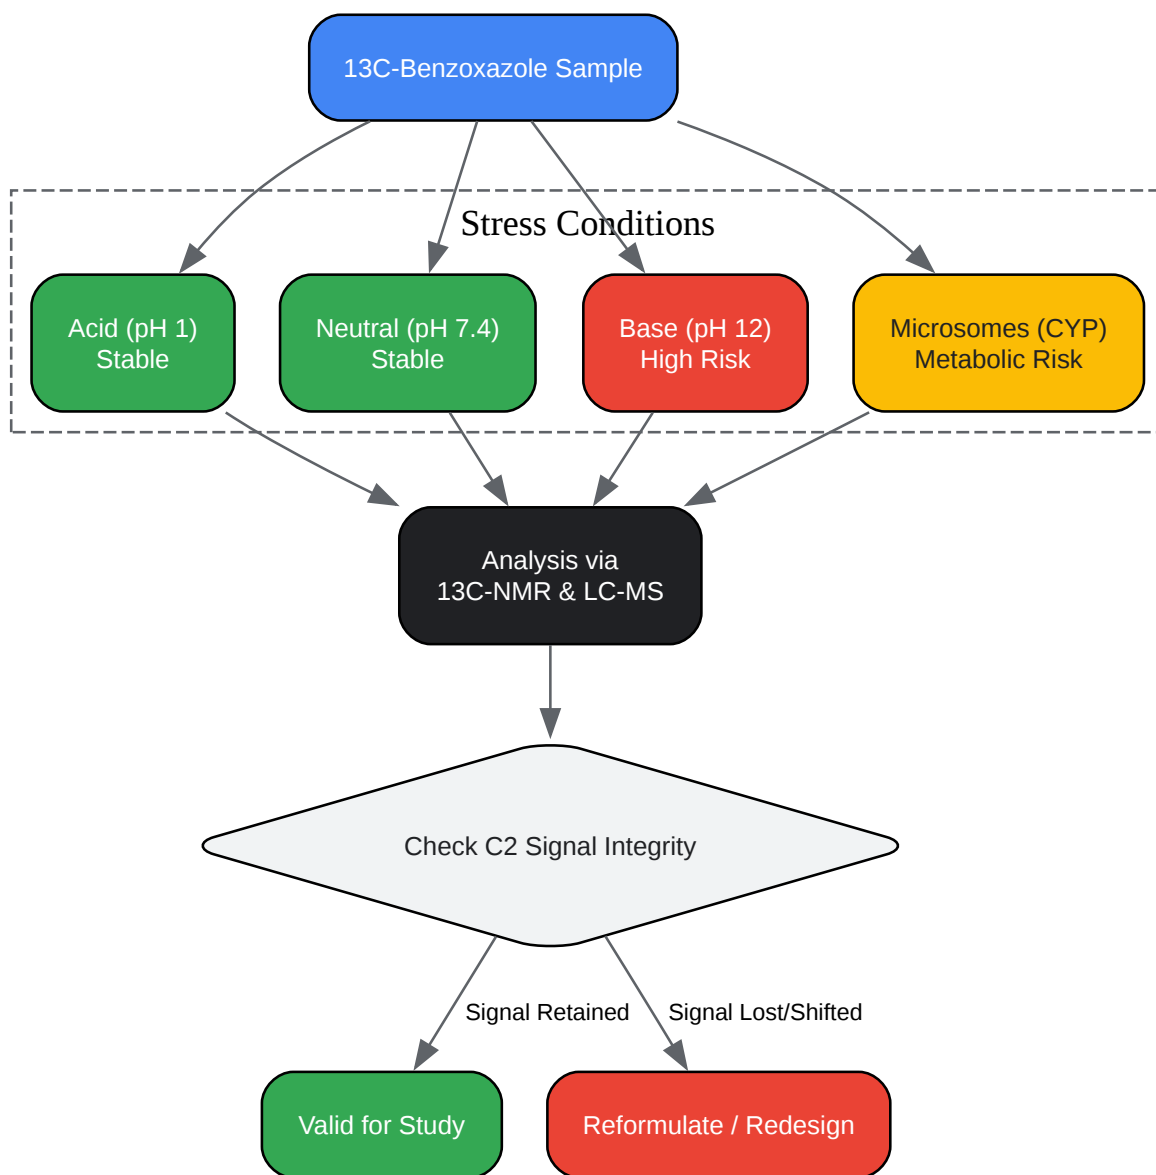 13C-Benzoxazole Sample
Stress Conditions
Acid (pH 1)
Stable
Neutral (pH 7.4)
Stable
Base (pH 12)
High Risk
Microsomes (CYP)
Metabolic Risk
Analysis via
13C-NMR & LC-MS
Check C2 Signal Integrity
Signal Retained
Signal Lost/Shifted
Valid for Study
Reformulate / Redesign